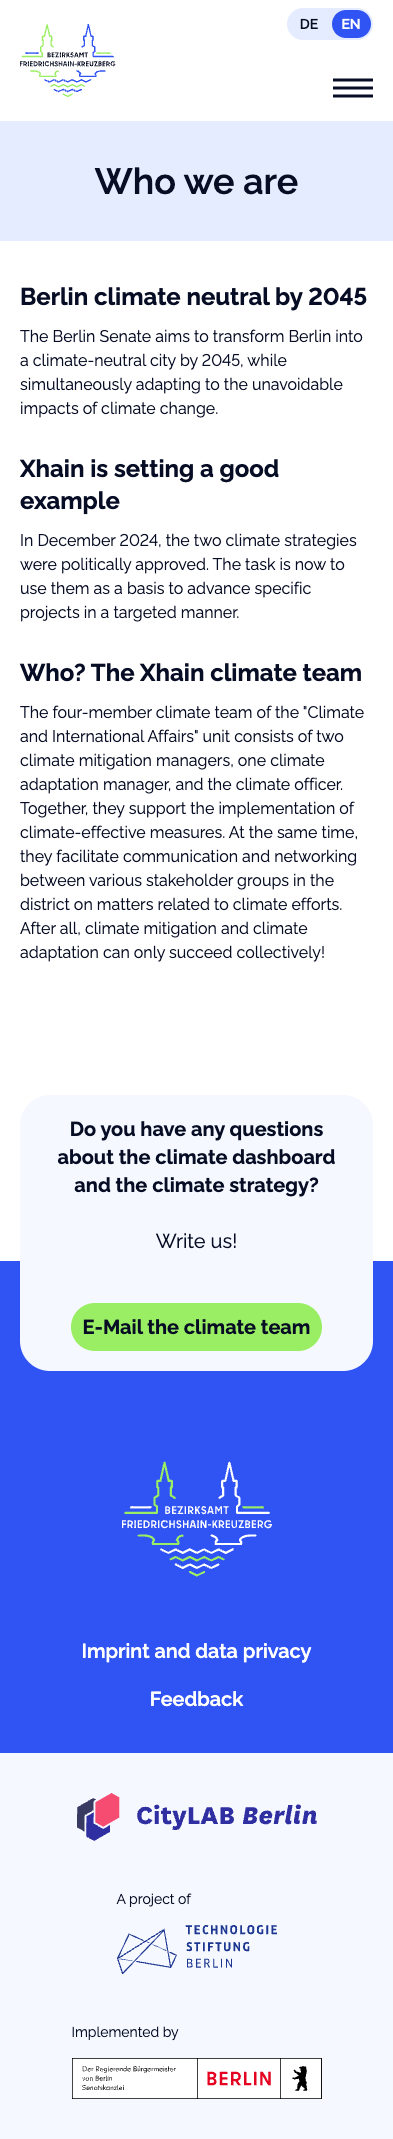 DE EN
BEZIRKSAMT
FRIEDRICHSHAIN-KREUZBERG
Who we are
Berlin climate neutral by 2045
The Berlin Senate aims to transform Berlin into
a climate-neutral city by 2045, while
simultaneously adapting to the unavoidable
impacts of climate change.
Xhain is setting a good
example
In December 2024, the two climate strategies
were politically approved. The task is now to
use them as a basis to advance specific
projects in a targeted manner.
Who? The Xhain climate team
The four-member climate team of the "Climate
and International Affairs" unit consists of two
climate mitigation managers, one climate
adaptation manager, and the climate officer.
Together, they support the implementation of
climate-effective measures. At the same time,
they facilitate communication and networking
between various stakeholder groups in the
district on matters related to climate efforts.
After all, climate mitigation and climate
adaptation can only succeed collectively!
Do you have any questions
about the climate dashboard
and the climate strategy?
Write us!
E-Mail the climate team
BEZIRKSAMT
FRIEDRICHSHAIN-KREUZBERG
Imprint and data privacy
Feedback
CityLAB Berlin
A project of
TECHNOLOGIE
STIFTUNG
BERLIN
Implemented by
Der Regierende Bürgermeister
von Berlin
Senatskanzlei
BERLIN